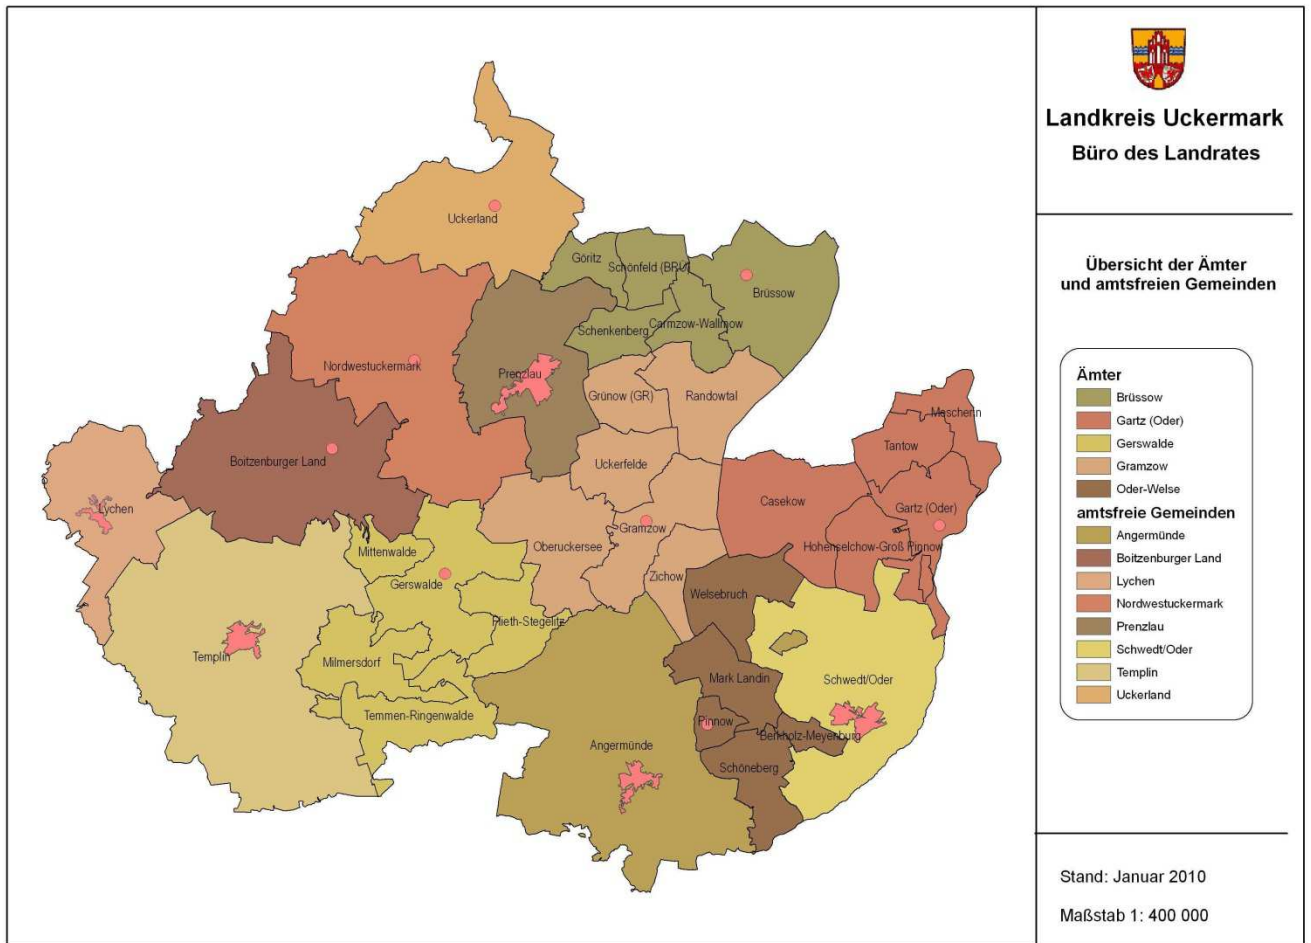 Uckerland
Göritz
Schönfeld (BRÜ)
Brüssow
Schenkenberg
Carmzow-Wallmow
Nordwestuckermark
Prenzlau
Grünow (GR)
Randowtal
Mescherin
Tantow
Boitzenburger Land
Uckerfelde
Casekow
Gartz (Oder)
Lychen
Gramzow
Oberuckersee
Hohenselchow-Groß Pinnow
Mittenwalde
Zichow
Gerswalde
Welsebruch
Flieth-Stegelitz
Templin
Milmersdorf
Mark Landin
Schwedt/Oder
Temmen-Ringenwalde
Pinnow
Berkholz-Meyenburg
Angermünde
Schöneberg
Landkreis Uckermark
Büro des Landrates
Übersicht der Ämter
und amtsfreien Gemeinden
Ämter
Brüssow
Gartz (Oder)
Gerswalde
Gramzow
Oder-Welse
amtsfreie Gemeinden
Angermünde
Boitzenburger Land
Lychen
Nordwestuckermark
Prenzlau
Schwedt/Oder
Templin
Uckerland
Stand: Januar 2010
Maßstab 1: 400 000